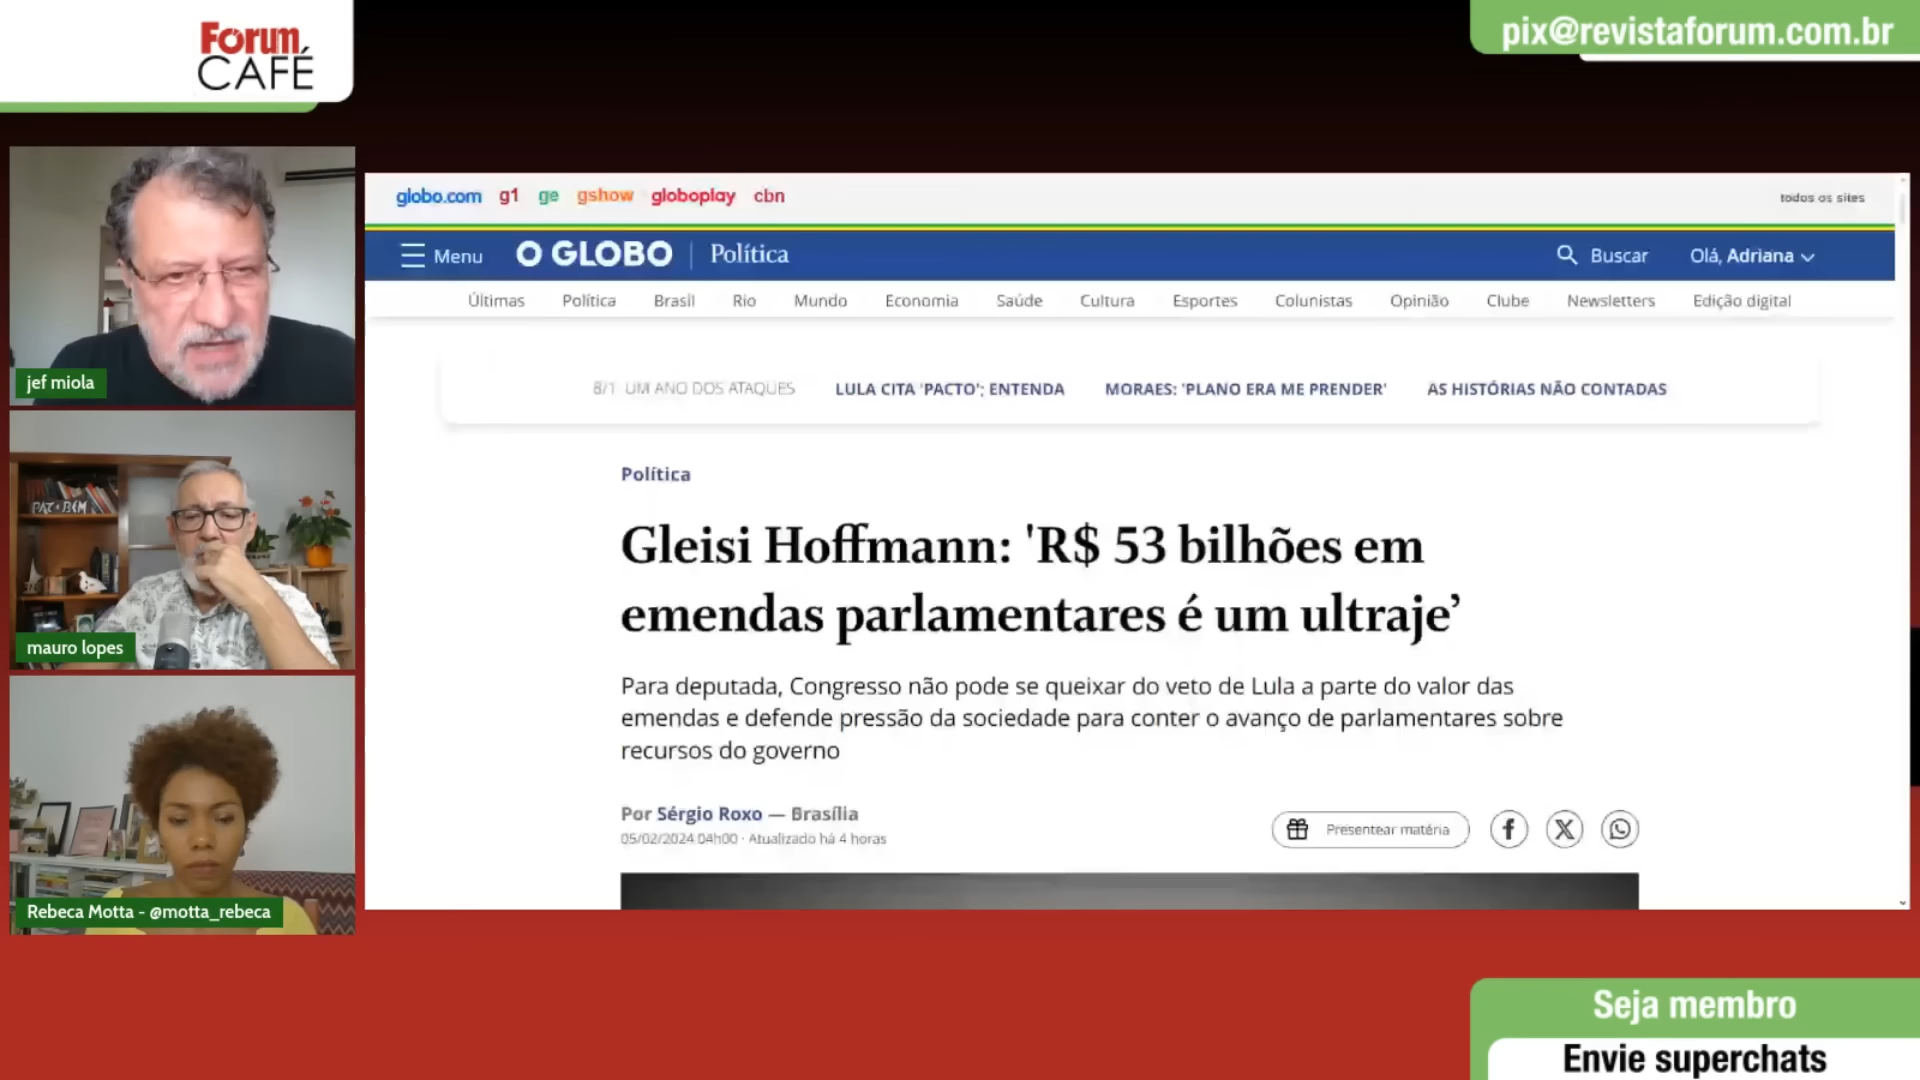 Forum
CAFÉ
pix@revistaforum.com.br
jef miola
PAZ • BEM
mauro lopes
Rebeca Motta - @motta_rebeca
globo.com g1 ge gshow globoplay cbn
todos os sites
Menu O GLOBO Política
Buscar Olá, Adriana
Últimas Política Brasil Rio Mundo Economia Saúde Cultura Esportes Colunistas Opinião Clube Newsletters Edição digital
8/1 UM ANO DOS ATAQUES LULA CITA 'PACTO'; ENTENDA MORAES: 'PLANO ERA ME PRENDER' AS HISTÓRIAS NÃO CONTADAS
Política
Gleisi Hoffmann: 'R$ 53 bilhões em
emendas parlamentares é um ultraje’
Para deputada, Congresso não pode se queixar do veto de Lula a parte do valor das
emendas e defende pressão da sociedade para conter o avanço de parlamentares sobre
recursos do governo
Por Sérgio Roxo — Brasília
05/02/2024 04h00 · Atualizado há 4 horas
Presentear matéria
Seja membro
Envie superchats